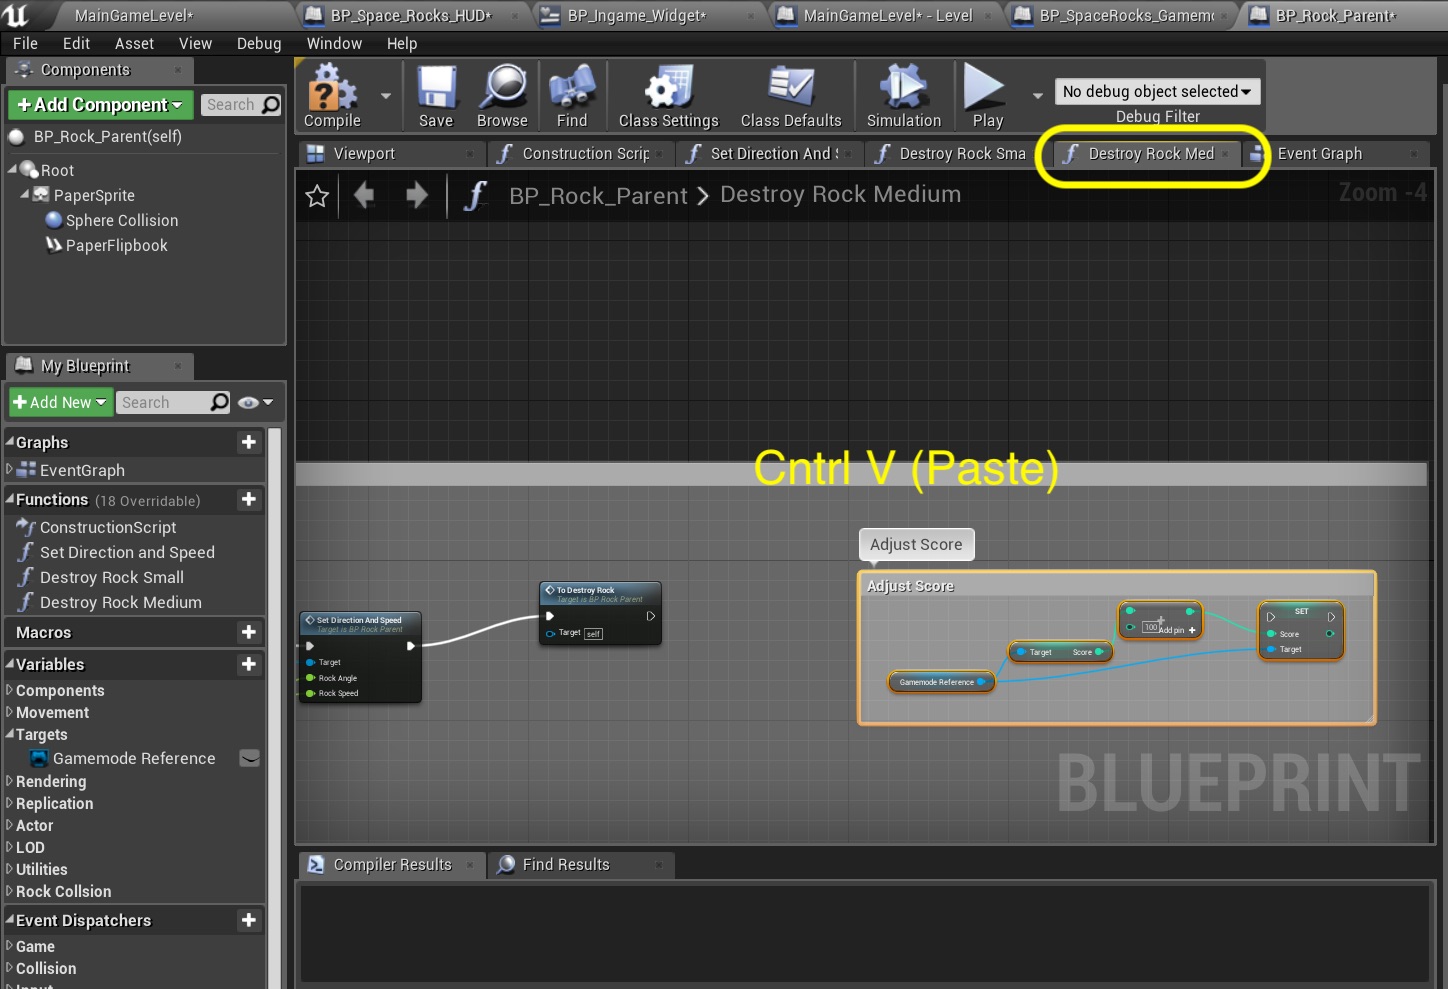 MainGameLevel*
BP_Space_Rocks_HUD*
BP_Ingame_Widget*
MainGameLevel* - Level
BP_SpaceRocks_Gamem
BP_Rock_Parent*
File Edit Asset View Debug Window Help
Components
+Add Component
Search
BP_Rock_Parent(self)
Root
PaperSprite
Sphere Collision
PaperFlipbook
Compile
Save
Browse
Find
Class Settings
Class Defaults
Simulation
Play
No debug object selected
Debug Filter
Viewport
Construction Scrip
Set Direction And
Destroy Rock Sma
Destroy Rock Med
Event Graph
BP_Rock_Parent > Destroy Rock Medium
Zoom -4
My Blueprint
+Add New
Search
Graphs
EventGraph
Functions (18 Overridable)
ConstructionScript
Set Direction and Speed
Destroy Rock Small
Destroy Rock Medium
Macros
Variables
Components
Movement
Targets
Gamemode Reference
Rendering
Replication
Actor
LOD
Utilities
Rock Collsion
Event Dispatchers
Game
Collision
Cntrl V (Paste)
Set Direction And Speed
Target is BP Rock Parent
Target
Rock Angle
Rock Speed
To Destroy Rock
Target is BP Rock Parent
Target self
Adjust Score
Adjust Score
Gamemode Reference
Target Score
100
Add pin +
SET
Score
Target
BLUEPRINT
Compiler Results
Find Results